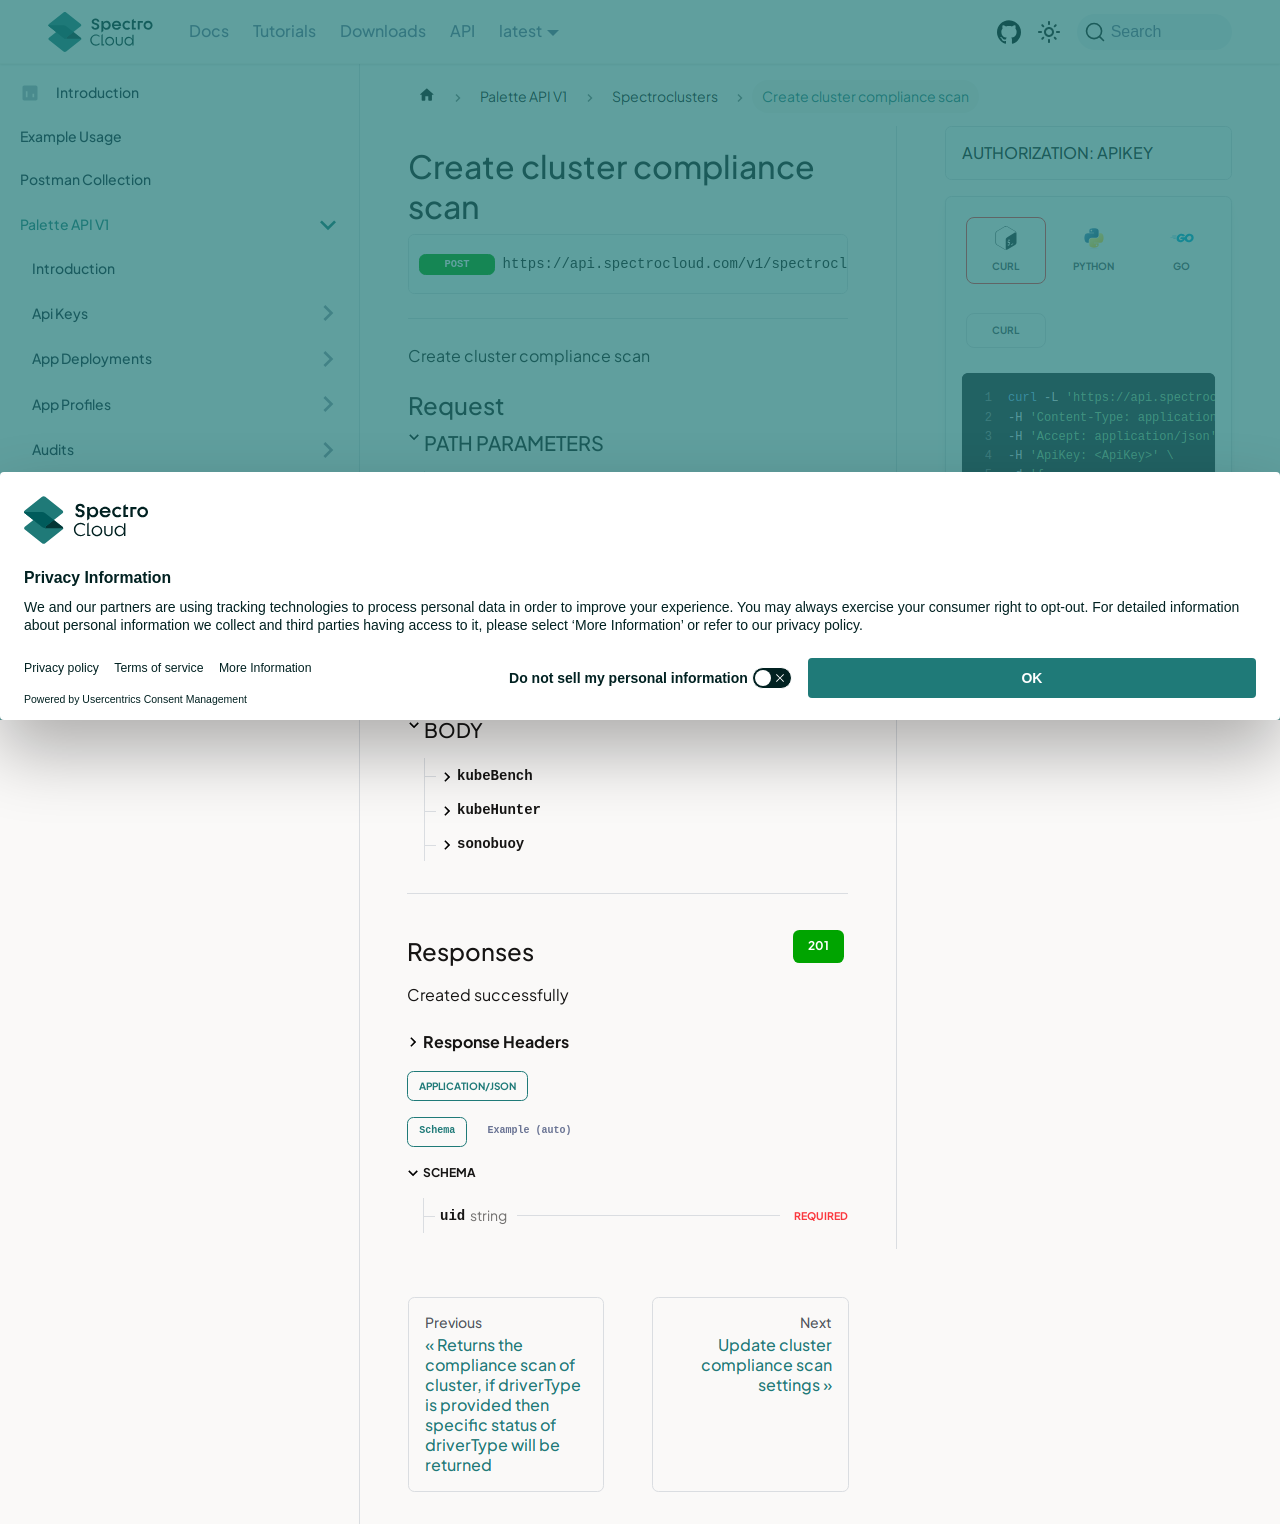 Spectro Cloud
Docs Tutorials Downloads API latest
Search
Introduction
Example Usage
Postman Collection
Palette API V1
Introduction
Api Keys
App Deployments
App Profiles
Audits
Palette API V1 Spectroclusters Create cluster compliance scan
Create cluster compliance
scan
POST https://api.spectrocloud.com/v1/spectrocl
Create cluster compliance scan
Request
PATH PARAMETERS
AUTHORIZATION: APIKEY
CURL PYTHON GO
CURL
1 curl -L 'https://api.spectroc
2 -H 'Content-Type: application
3 -H 'Accept: application/json'
4 -H 'ApiKey: <ApiKey>' \
Spectro
Cloud
Privacy Information
We and our partners are using tracking technologies to process personal data in order to improve your experience. You may always exercise your consumer right to opt-out. For detailed information
about personal information we collect and third parties having access to it, please select ‘More Information’ or refer to our privacy policy.
Privacy policy Terms of service More Information
Do not sell my personal information
OK
Powered by Usercentrics Consent Management
BODY
kubeBench
kubeHunter
sonobuoy
Responses
201
Created successfully
Response Headers
APPLICATION/JSON
Schema Example (auto)
SCHEMA
uid string REQUIRED
Previous
« Returns the
compliance scan of
cluster, if driverType
is provided then
specific status of
driverType will be
returned
Next
Update cluster
compliance scan
settings »